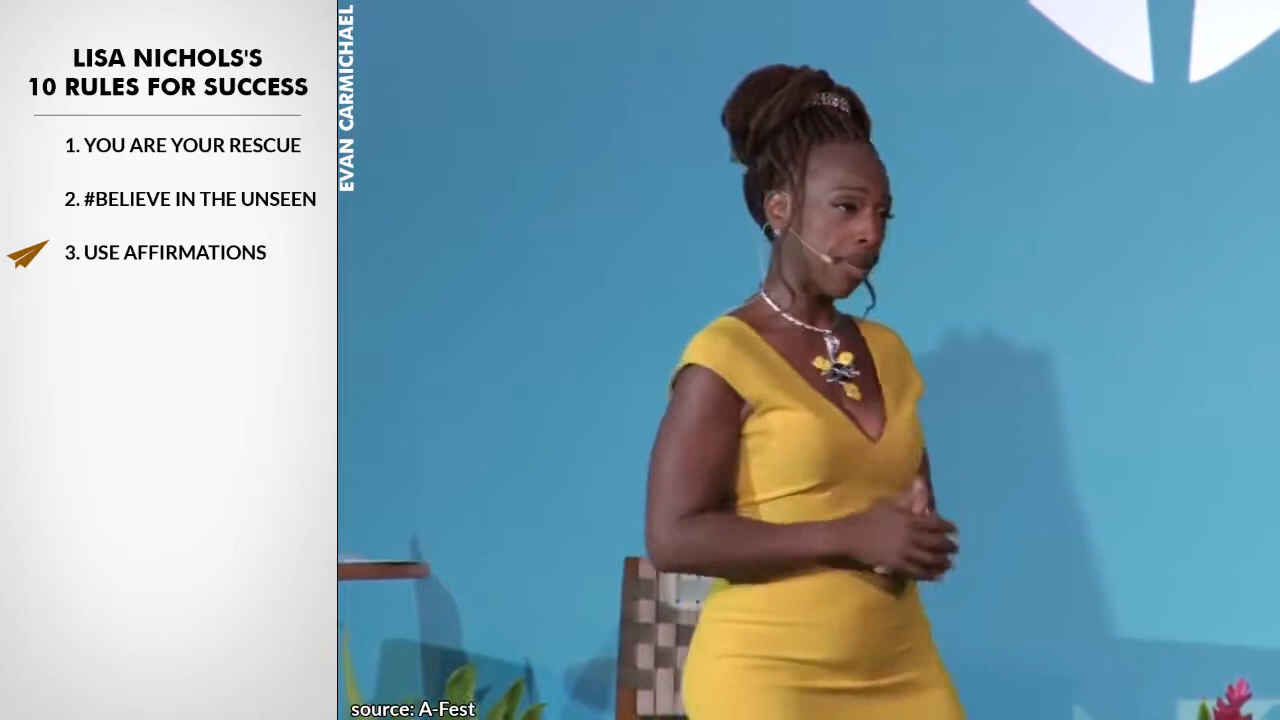 LISA NICHOLS'S
10 RULES FOR SUCCESS
1. YOU ARE YOUR RESCUE
2. #BELIEVE IN THE UNSEEN
3. USE AFFIRMATIONS
EVAN CARMICHAEL
source: A-Fest